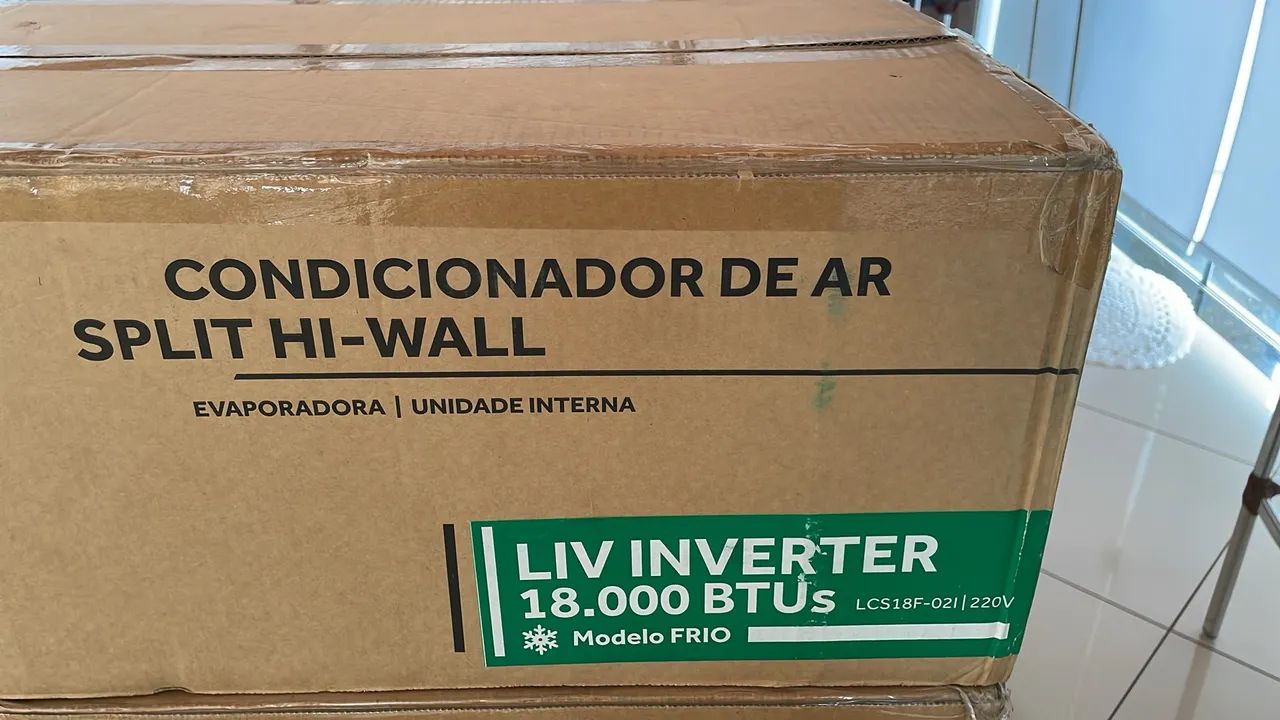 CONDICIONADOR DE AR
SPLIT HI-WALL
EVAPORADORA | UNIDADE INTERNA
LIV INVERTER
18.000 BTUs LCS18F-02I | 220V
Modelo FRIO